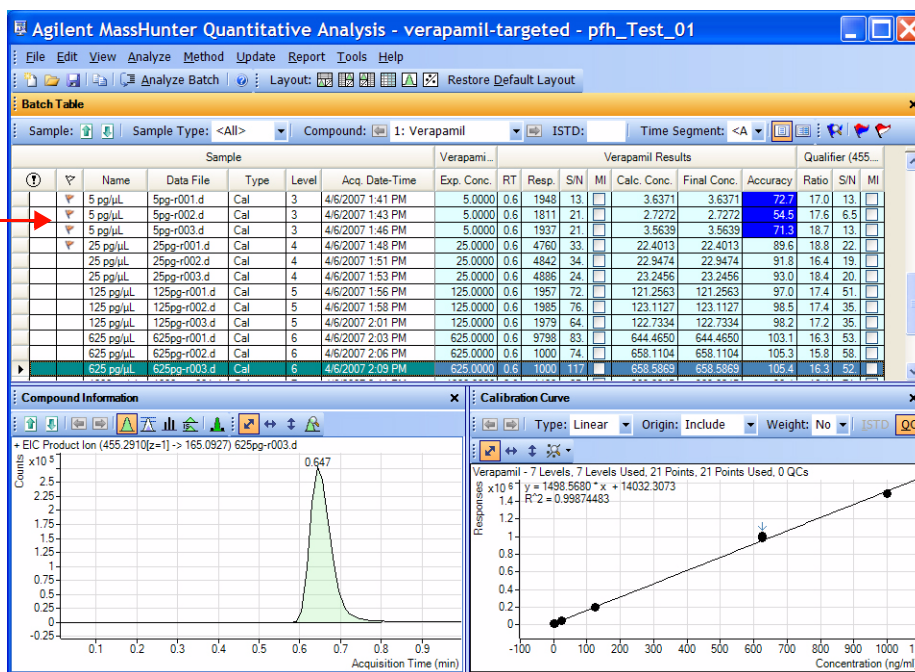 Agilent MassHunter Quantitative Analysis - verapamil-targeted - pfh_Test_01
File Edit View Analyze Method Update Report Tools Help
Analyze Batch Layout: Restore Default Layout
Batch Table
Sample: Sample Type: <All> Compound: 1: Verapamil ISTD: Time Segment: <A
Sample Verapami... Verapamil Results Qualifier (455....
Name Data File Type Level Acq. Date-Time Exp. Conc. RT Resp. S/N MI Calc. Conc. Final Conc. Accuracy Ratio S/N MI
5 pg/µL 5pg-r001.d Cal 3 4/6/2007 1:41 PM 5.0000 0.6 1948 13. 3.6371 3.6371 72.7 17.0 13.
5 pg/µL 5pg-r002.d Cal 3 4/6/2007 1:43 PM 5.0000 0.6 1811 21. 2.7272 2.7272 54.5 17.6 6.5
5 pg/µL 5pg-r003.d Cal 3 4/6/2007 1:46 PM 5.0000 0.6 1937 21. 3.5639 3.5639 71.3 18.7 13.
25 pg/µL 25pg-r001.d Cal 4 4/6/2007 1:48 PM 25.0000 0.6 4760 33. 22.4013 22.4013 89.6 18.8 22.
25 pg/µL 25pg-r002.d Cal 4 4/6/2007 1:51 PM 25.0000 0.6 4842 34. 22.9474 22.9474 91.8 16.4 19.
25 pg/µL 25pg-r003.d Cal 4 4/6/2007 1:53 PM 25.0000 0.6 4886 24. 23.2456 23.2456 93.0 18.4 20.
125 pg/µL 125pg-r001.d Cal 5 4/6/2007 1:56 PM 125.0000 0.6 1957 72. 121.2563 121.2563 97.0 17.4 51.
125 pg/µL 125pg-r002.d Cal 5 4/6/2007 1:58 PM 125.0000 0.6 1985 76. 123.1127 123.1127 98.5 17.4 35.
125 pg/µL 125pg-r003.d Cal 5 4/6/2007 2:01 PM 125.0000 0.6 1979 64. 122.7334 122.7334 98.2 17.2 35.
625 pg/µL 625pg-r001.d Cal 6 4/6/2007 2:03 PM 625.0000 0.6 9798 83. 644.4650 644.4650 103.1 16.3 53.
625 pg/µL 625pg-r002.d Cal 6 4/6/2007 2:06 PM 625.0000 0.6 1000 74. 658.1104 658.1104 105.3 15.8 58.
625 pg/µL 625pg-r003.d Cal 6 4/6/2007 2:09 PM 625.0000 0.6 1000 117 658.5869 658.5869 105.4 16.3 52.
Compound Information
+ EIC Product Ion (455.2910[z=1] -> 165.0927) 625pg-r003.d
Counts
x10 5
0.647
2.5
2.25
2
1.75
1.5
1.25
1
0.75
0.5
0.25
0
-0.25
0.1 0.2 0.3 0.4 0.5 0.6 0.7 0.8 0.9
Acquisition Time (min)
Calibration Curve
Type: Linear Origin: Include Weight: No ISTD QC
Verapamil - 7 Levels, 7 Levels Used, 21 Points, 21 Points Used, 0 QCs
Responses
x10 6
y = 1498.5680 * x + 14032.3073
R^2 = 0.99874483
1.4
1.2
1
0.8
0.6
0.4
0.2
0
-100 0 100 200 300 400 500 600 700 800 900 1000
Concentration (ng/ml